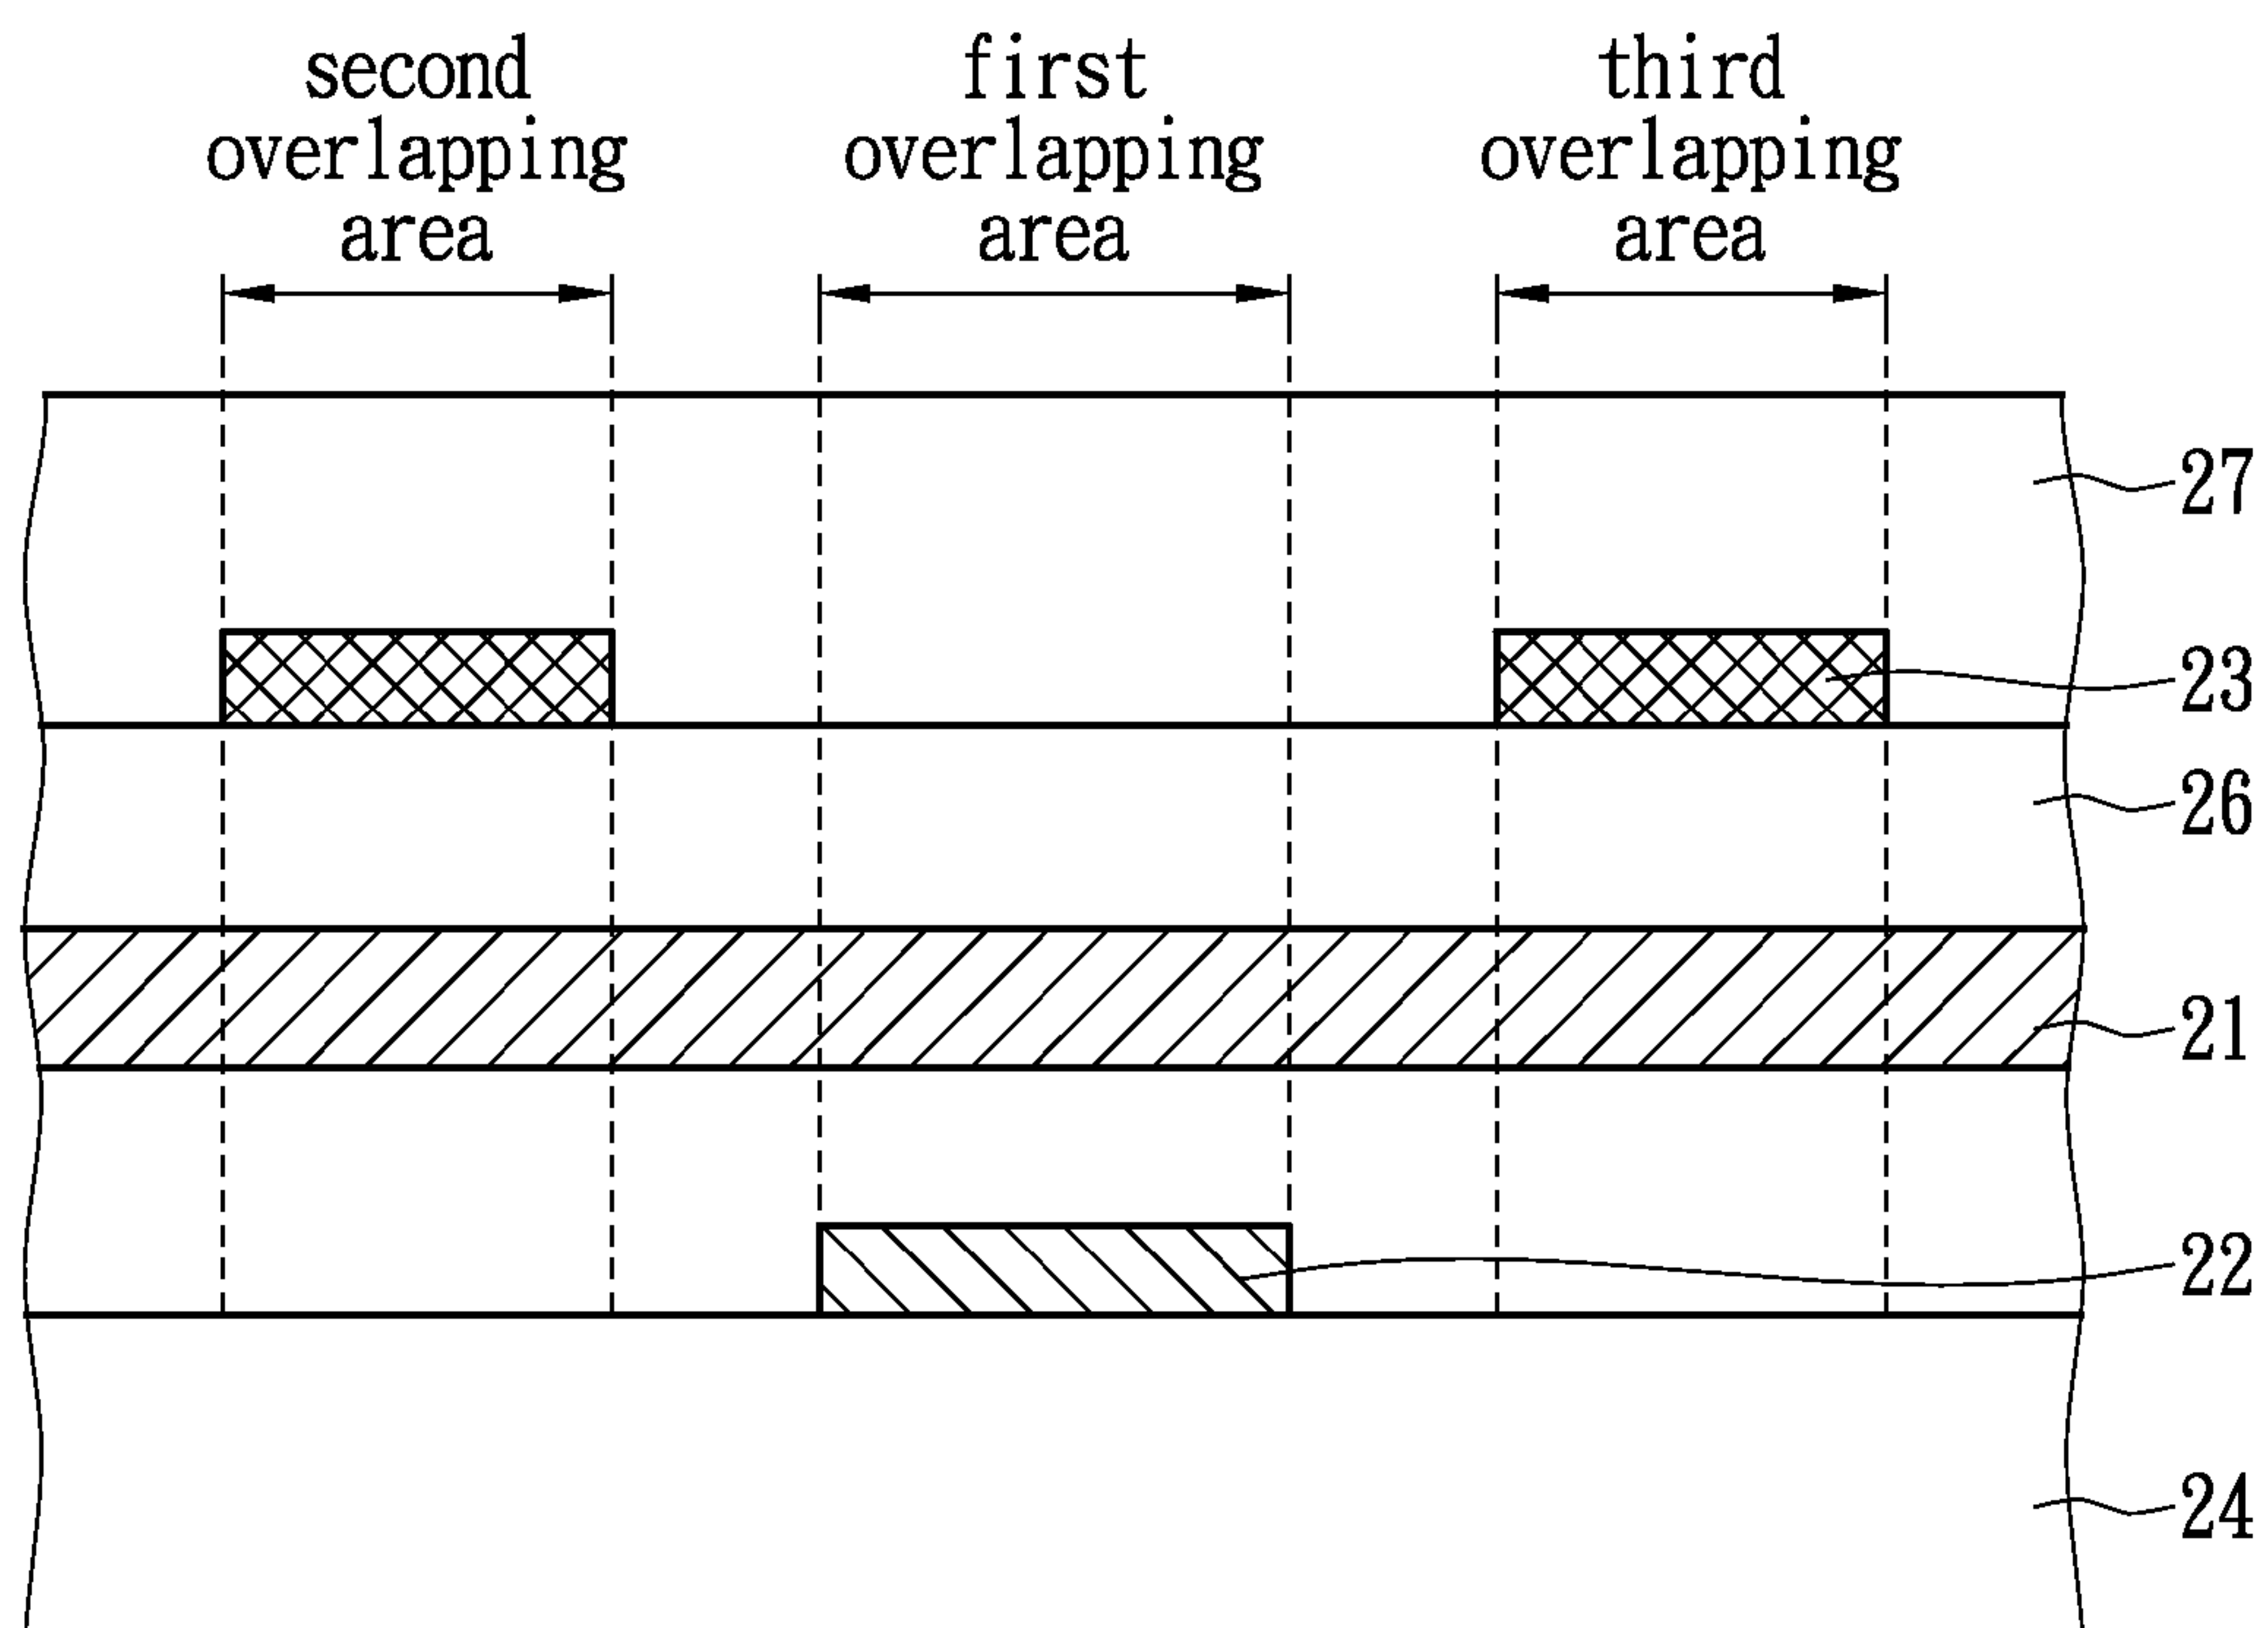 second
overlapping
area
first
overlapping
area
third
overlapping
area
27
23
26
21
22
24